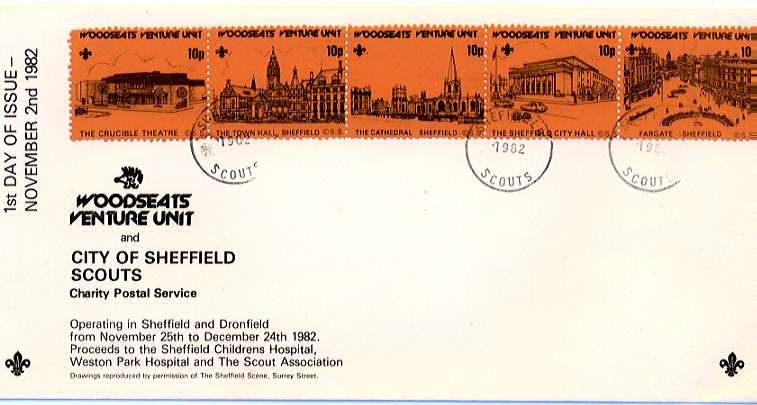 1st DAY OF ISSUE –
NOVEMBER 2nd 1982
WOODSEATS VENTURE UNIT
10p
THE CRUCIBLE THEATRE ©S.S
WOODSEATS VENTURE UNIT
10p
THE TOWN HALL, SHEFFIELD ©S.S
WOODSEATS VENTURE UNIT
10p
THE CATHEDRAL SHEFFIELD ©S.S
WOODSEATS VENTURE UNIT
10p
THE SHEFFIELD CITY HALL ©S.S
WOODSEATS VENTURE UNIT
10p
FARGATE SHEFFIELD ©S.
1982
SCOUTS
1982
SCOUTS
198
SCOUT
WOODSEATS
VENTURE UNIT
and
CITY OF SHEFFIELD
SCOUTS
Charity Postal Service
Operating in Sheffield and Dronfield
from November 25th to December 24th 1982.
Proceeds to the Sheffield Childrens Hospital,
Weston Park Hospital and The Scout Association
Drawings reproduced by permission of The Sheffield Scene, Surrey Street.